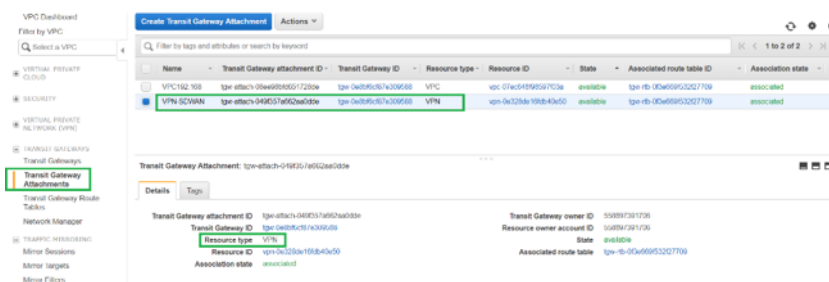 VPC Dashboard
Filter by VPC:
Select a VPC
VIRTUAL PRIVATE
CLOUD
SECURITY
VIRTUAL PRIVATE
NETWORK (VPN)
TRANSIT GATEWAYS
Transit Gateways
Transit Gateway
Attachments
Transit Gateway Route
Tables
Network Manager
TRAFFIC MIRRORING
Mirror Sessions
Mirror Targets
Mirror Filters
Create Transit Gateway Attachment Actions
Filter by tags and attributes or search by keyword
1 to 2 of 2
Name Transit Gateway attachment ID Transit Gateway ID Resource type Resource ID State Associated route table ID Association state
VPC192.168 VPC available associated
VPN-SDWAN VPN available associated
Transit Gateway Attachment:
Details Tags
Transit Gateway attachment ID
Transit Gateway ID
Resource type VPN
Resource ID
Association state associated
Transit Gateway owner ID
Resource owner account ID
State available
Associated route table